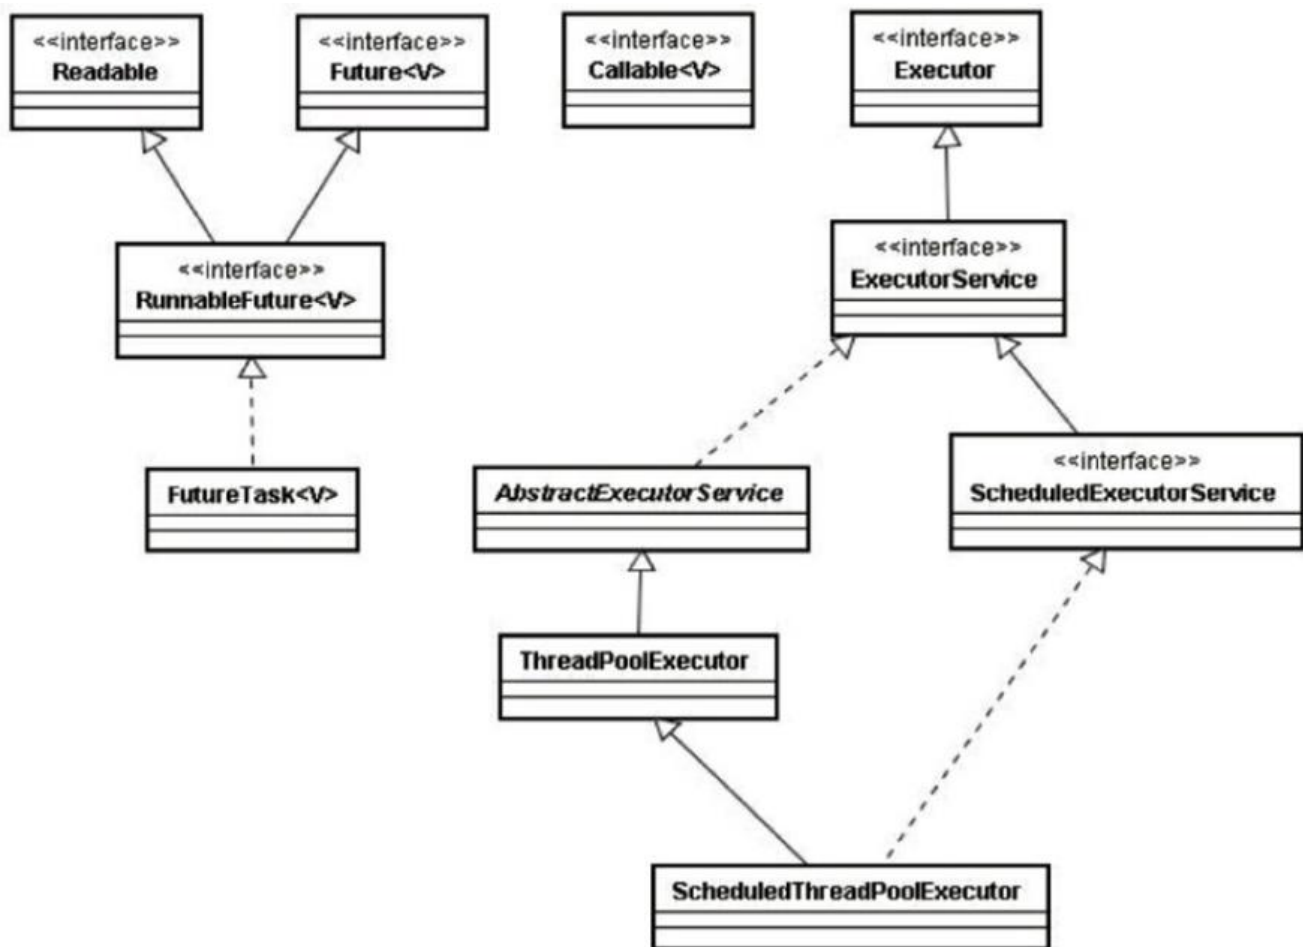 <<interface>>
Readable
<<interface>>
Future<V>
<<interface>>
Callable<V>
<<interface>>
Executor
<<interface>>
RunnableFuture<V>
<<interface>>
ExecutorService
FutureTask<V>
AbstractExecutorService
<<interface>>
ScheduledExecutorService
ThreadPoolExecutor
ScheduledThreadPoolExecutor